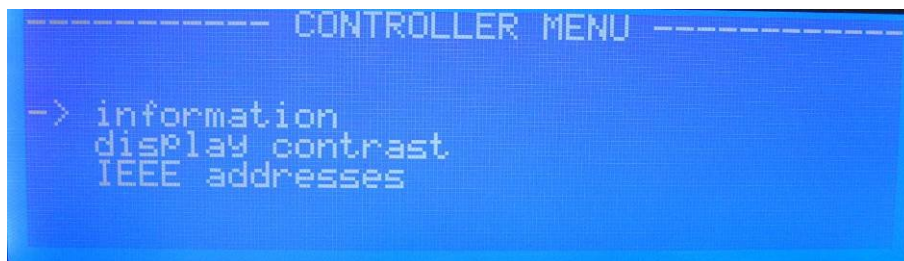 ------------ CONTROLLER MENU ------------
-> information
display contrast
IEEE addresses